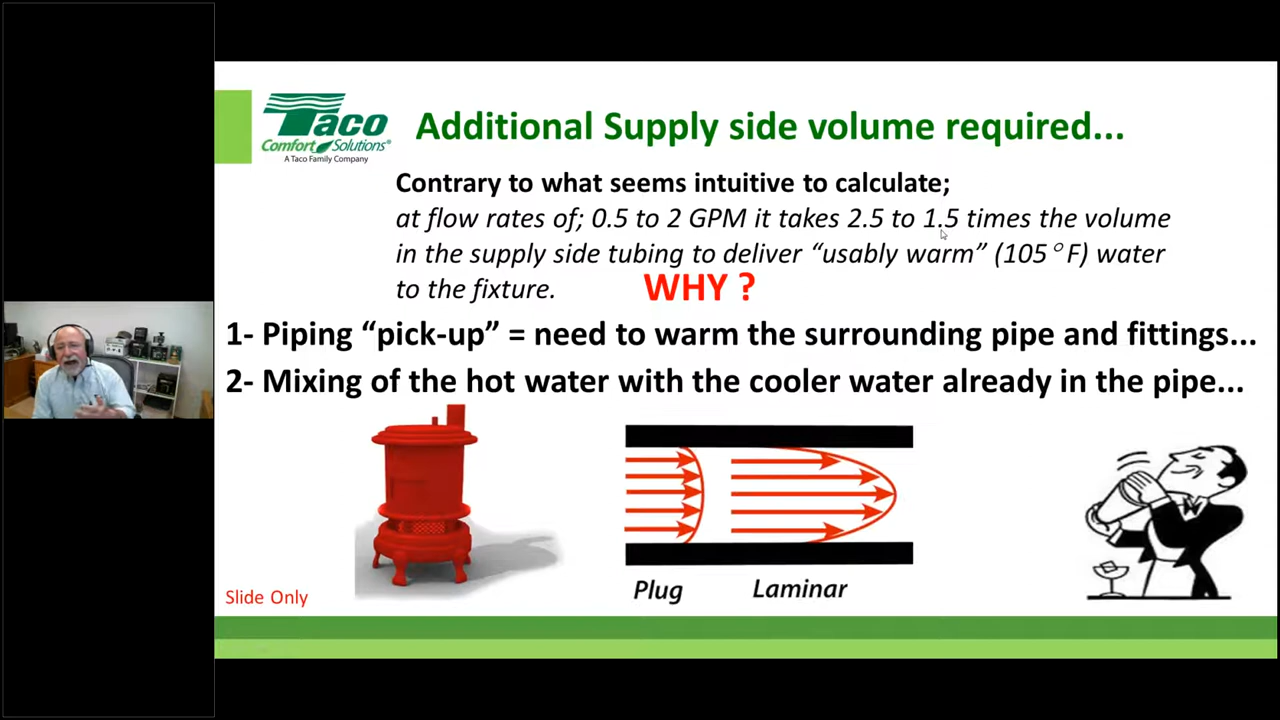 Taco
Comfort Solutions®
A Taco Family Company
Additional Supply side volume required...
Contrary to what seems intuitive to calculate;
at flow rates of; 0.5 to 2 GPM it takes 2.5 to 1.5 times the volume
in the supply side tubing to deliver “usably warm” (105°F) water
to the fixture.
WHY ?
1- Piping “pick-up” = need to warm the surrounding pipe and fittings...
2- Mixing of the hot water with the cooler water already in the pipe...
Plug
Laminar
Slide Only